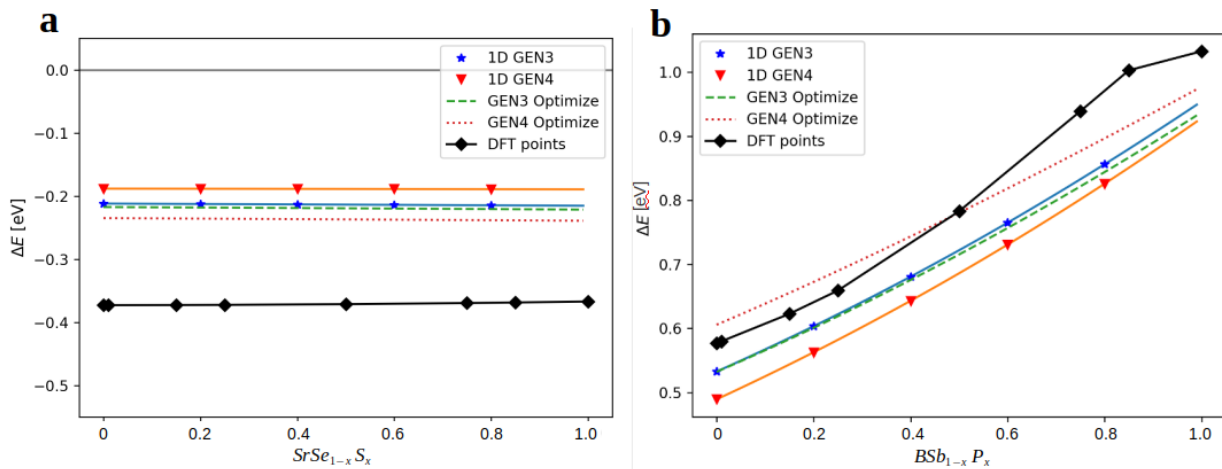 a
0.0
−0.1
−0.2
−0.3
−0.4
−0.5
ΔE [eV]
1D GEN3
1D GEN4
GEN3 Optimize
GEN4 Optimize
DFT points
0
0.2
0.4
0.6
0.8
1.0
SrSe₁₋ₓ Sₓ
b
1.0
0.9
0.8
0.7
0.6
0.5
ΔE [eV]
1D GEN3
1D GEN4
GEN3 Optimize
GEN4 Optimize
DFT points
0
0.2
0.4
0.6
0.8
1.0
BSb₁₋ₓ Pₓ